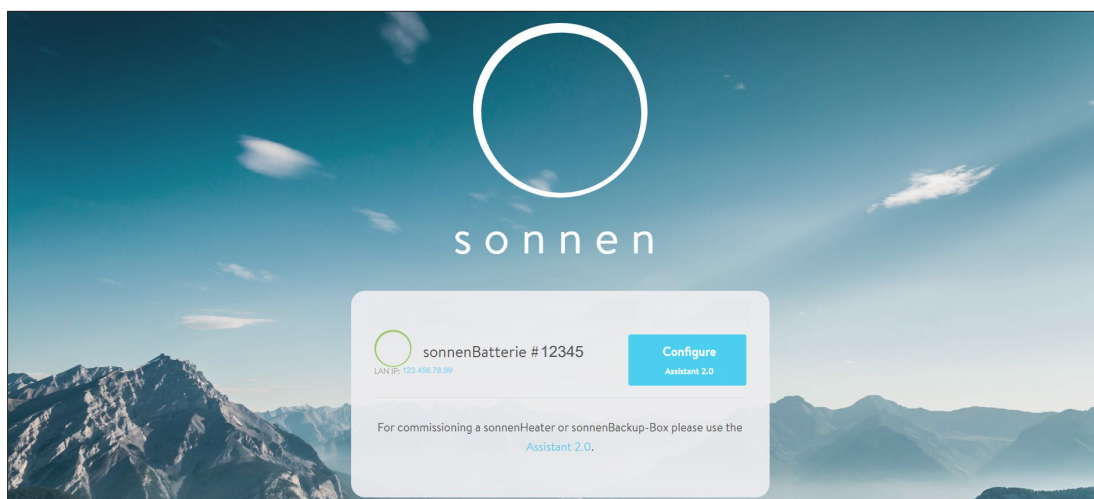 sonnen
sonnenBatterie #12345
LAN IP: 123.456.78.99
Configure
Assistant 2.0
For commissioning a sonnenHeater or sonnenBackup-Box please use the
Assistant 2.0.